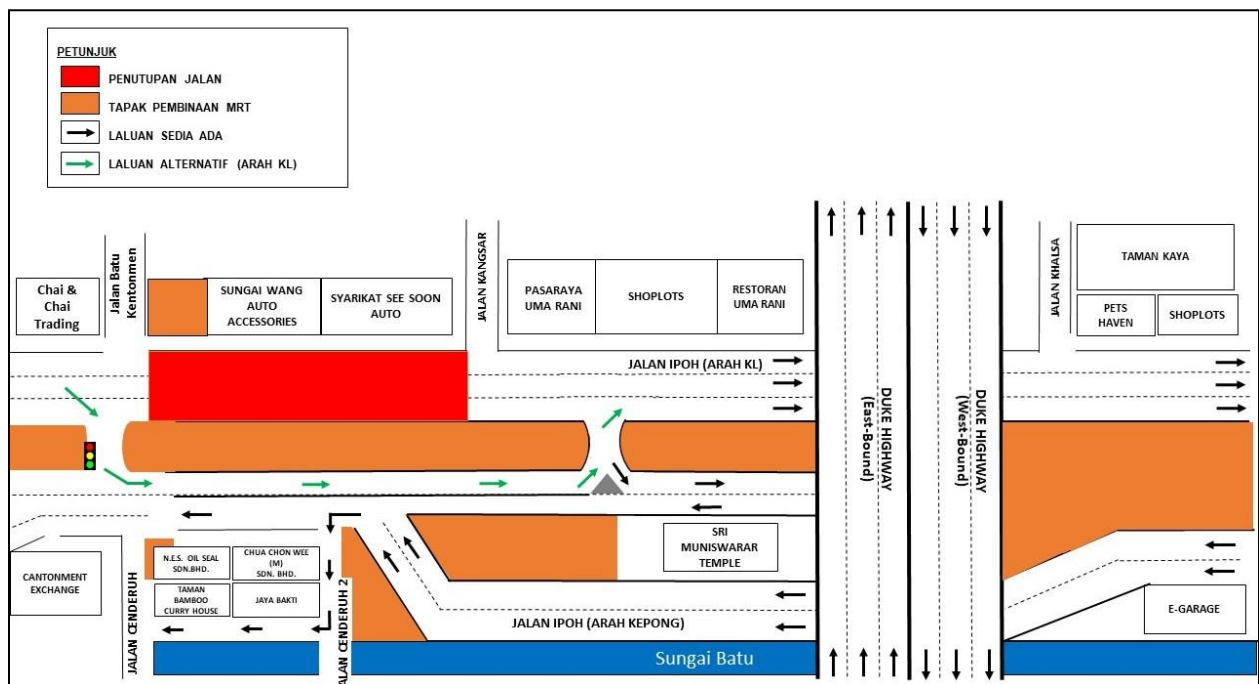 PETUNJUK
PENUTUPAN JALAN
TAPAK PEMBINAAN MRT
LALUAN SEDIA ADA
LALUAN ALTERNATIF (ARAH KL)
Chai &
Chai
Trading
Jalan Batu
Kentonmen
SUNGAI WANG
AUTO
ACCESSORIES
SYARIKAT SEE SOON
AUTO
JALAN KANGSAR
PASARAYA
UMA RANI
SHOPLOTS
RESTORAN
UMA RANI
JALAN KHALSA
TAMAN KAYA
PETS
HAVEN
SHOPLOTS
JALAN IPOH (ARAH KL)
DUKE HIGHWAY
(East-Bound)
DUKE HIGHWAY
(West-Bound)
CANTONMENT
EXCHANGE
JALAN CENDERUH
N.E.S. OIL SEAL
SDN.BHD.
CHUA CHON WEE
(M)
SDN. BHD.
TAMAN
BAMBOO
CURRY HOUSE
JAYA BAKTI
JALAN CENDERUH 2
SRI
MUNISWARAR
TEMPLE
JALAN IPOH (ARAH KEPONG)
E-GARAGE
Sungai Batu